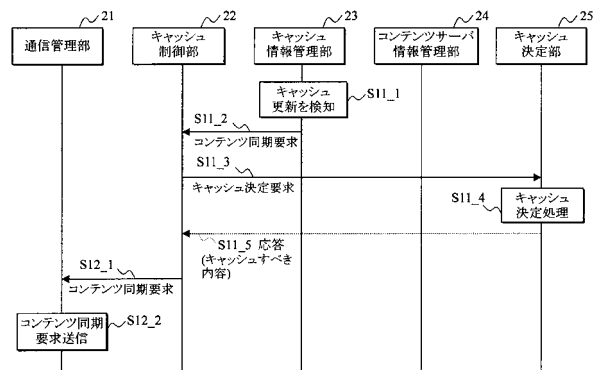 21
22
23
24
25
通信管理部
キャッシュ
制御部
キャッシュ
情報管理部
コンテンツサーバ
情報管理部
キャッシュ
決定部
キャッシュ
更新を検知
S11_1
S11_2
コンテンツ同期要求
S11_3
キャッシュ決定要求
S11_4
キャッシュ
決定処理
S11_5 応答
(キャッシュすべき
内容)
S12_1
コンテンツ同期要求
コンテンツ同期
要求送信
S12_2